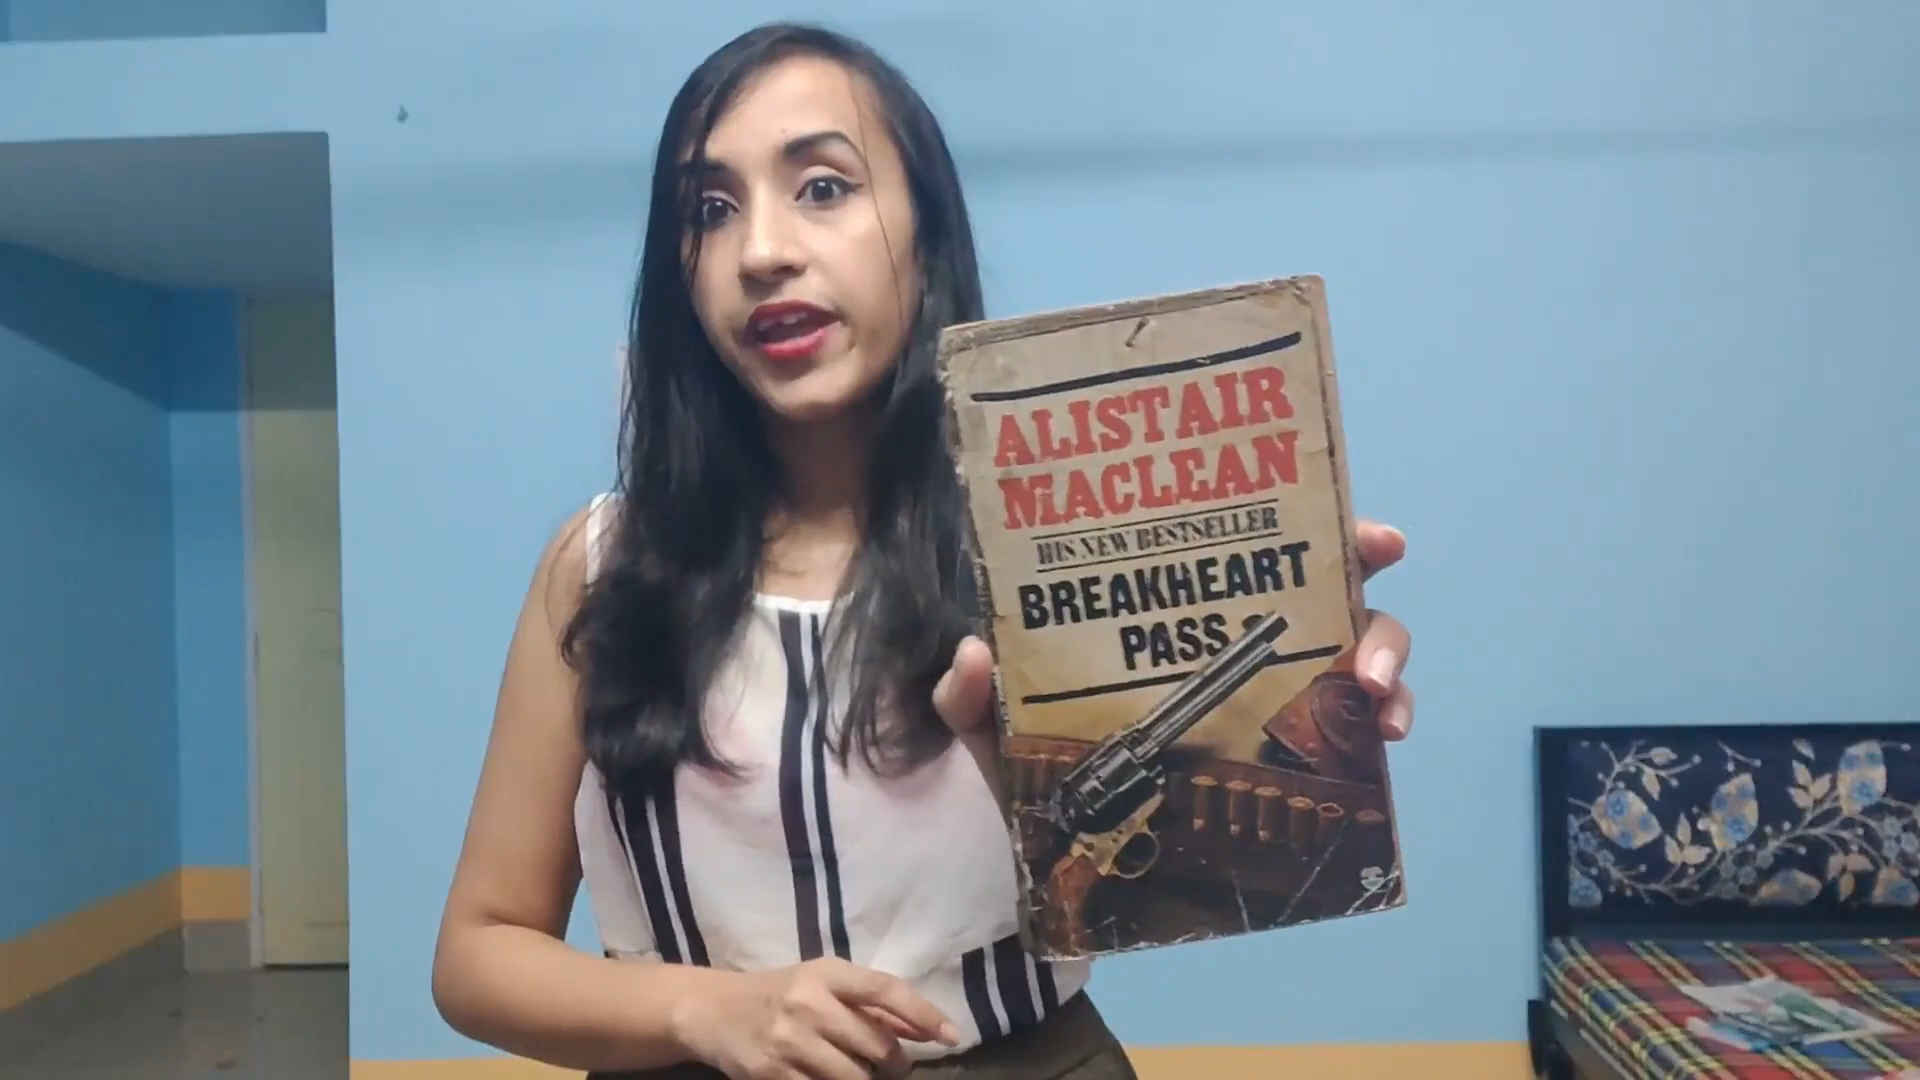 ALISTAIR
MACLEAN
HIS NEW BESTSELLER
BREAKHEART
PASS